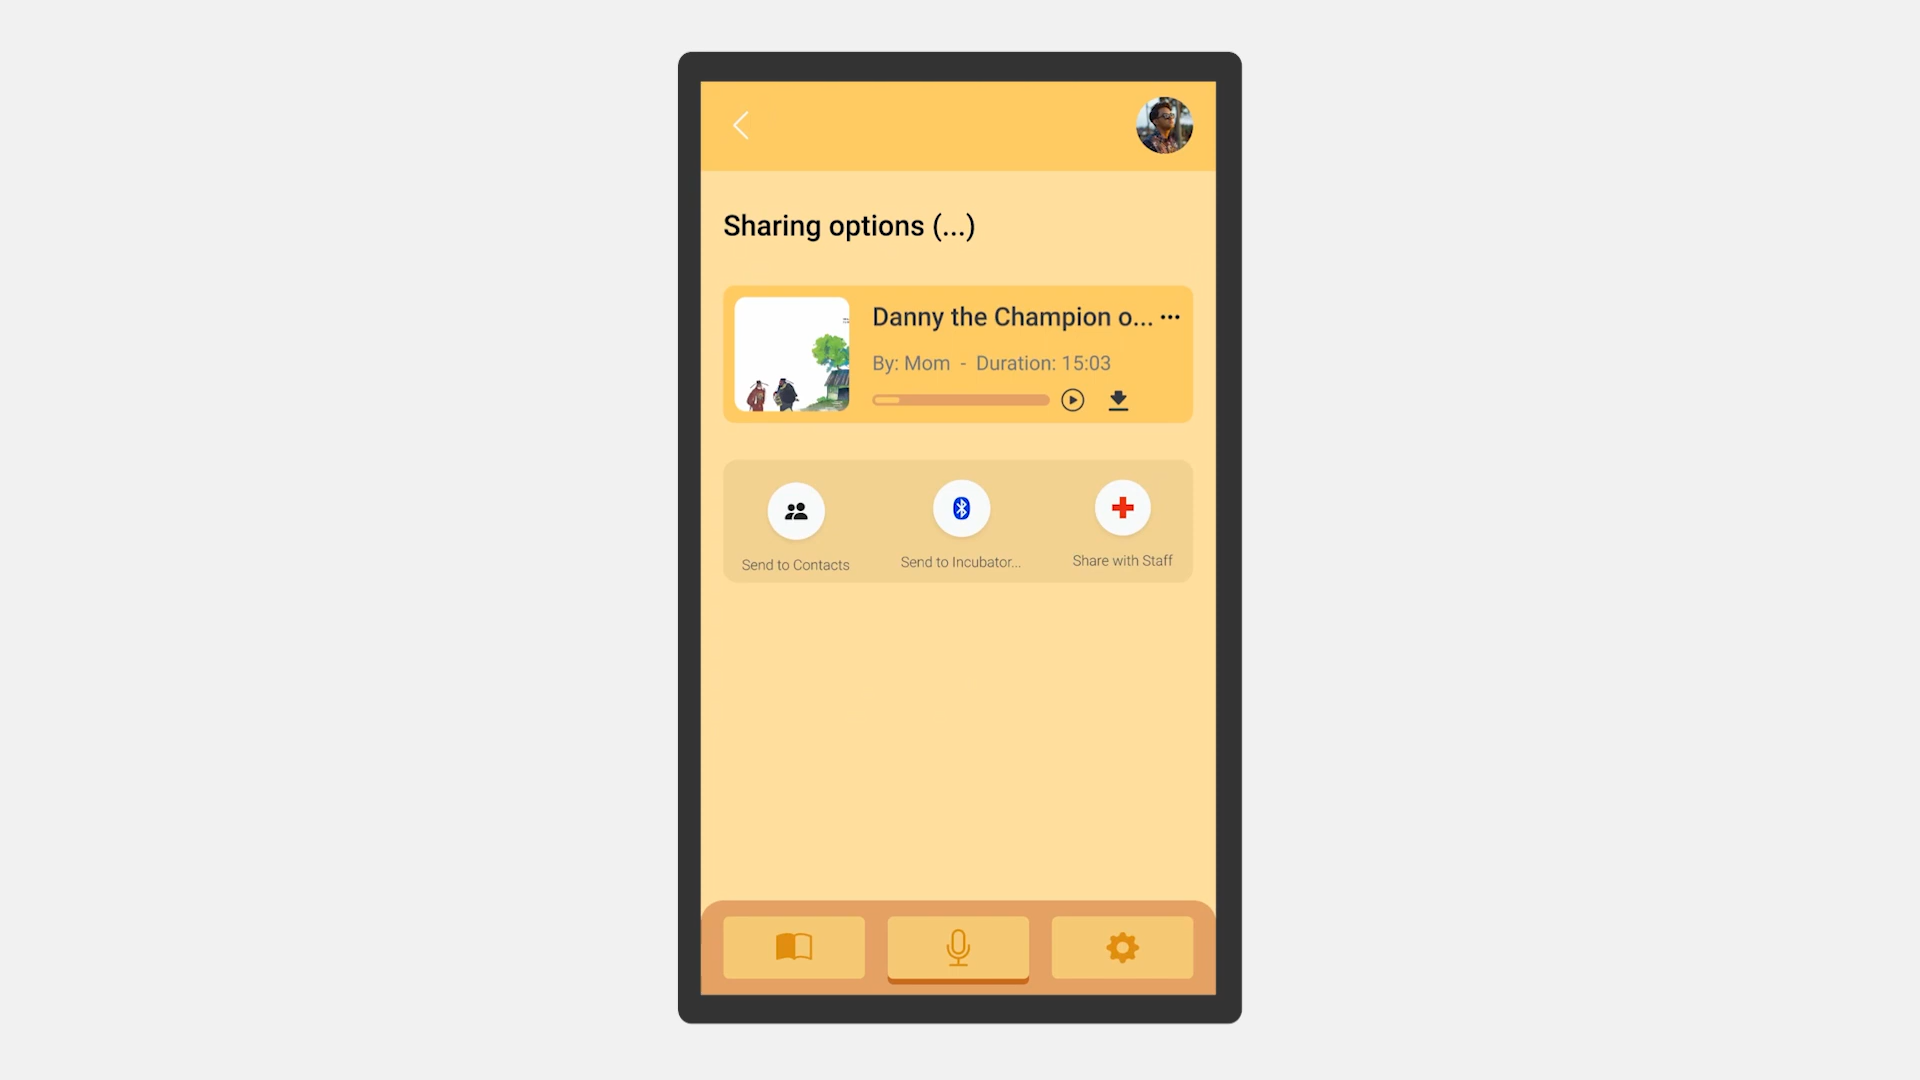 Sharing options (...)
Danny the Champion o...
By: Mom - Duration: 15:03
Send to Contacts
Send to Incubator...
Share with Staff